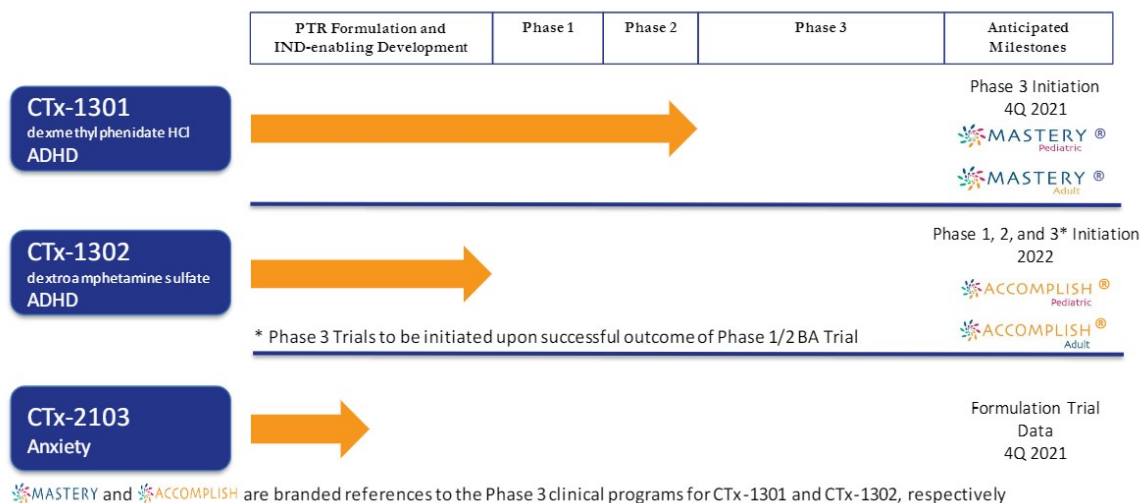 PTR Formulation and
IND-enabling Development
Phase 1
Phase 2
Phase 3
Anticipated
Milestones
CTx-1301
dexmethylphenidate HCl
ADHD
Phase 3 Initiation
4Q 2021
MASTERY ®
Pediatric
MASTERY ®
Adult
CTx-1302
dextroamphetamine sulfate
ADHD
Phase 1, 2, and 3* Initiation
2022
ACCOMPLISH ®
Pediatric
ACCOMPLISH ®
Adult
* Phase 3 Trials to be initiated upon successful outcome of Phase 1/2 BA Trial
CTx-2103
Anxiety
Formulation Trial
Data
4Q 2021
MASTERY and ACCOMPLISH are branded references to the Phase 3 clinical programs for CTx-1301 and CTx-1302, respectively